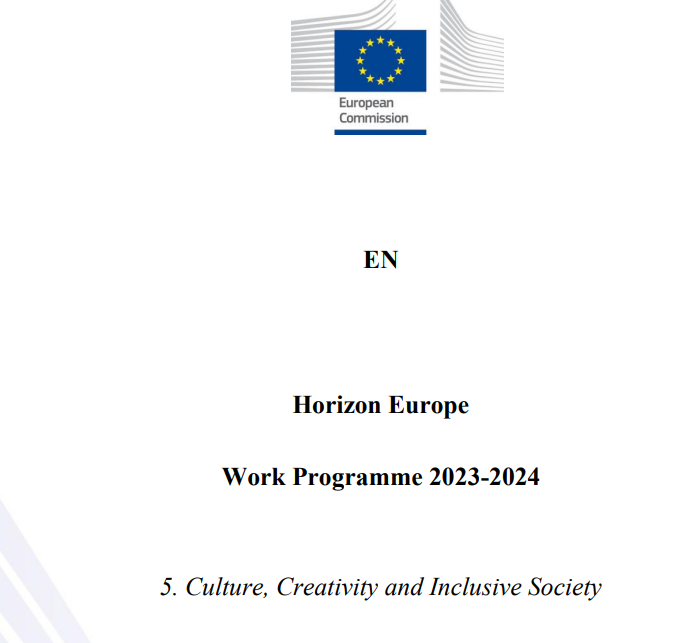 European
Commission
EN
Horizon Europe
Work Programme 2023-2024
5. Culture, Creativity and Inclusive Society